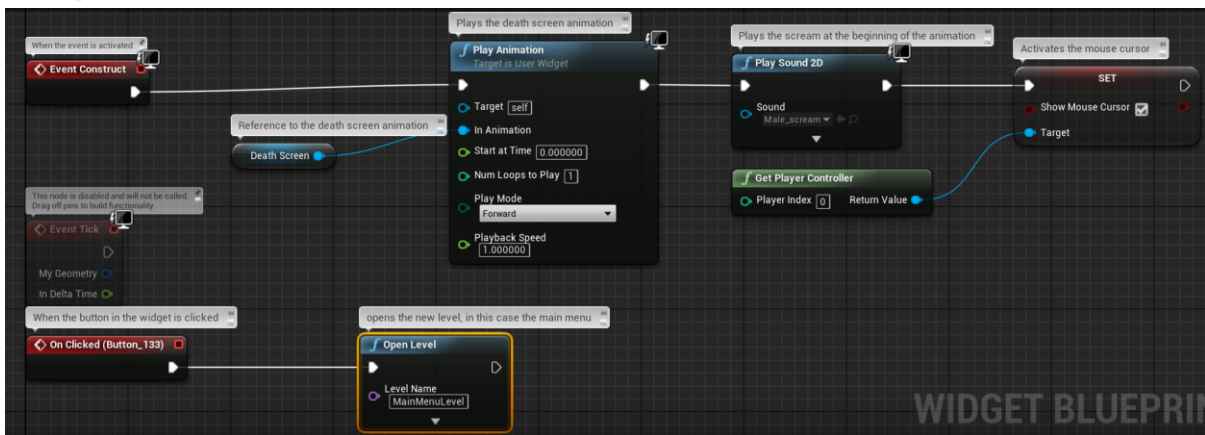 When the event is activated
Event Construct
Reference to the death screen animation
Death Screen
Plays the death screen animation
Play Animation
Target is User Widget
Target self
In Animation
Start at Time 0.000000
Num Loops to Play 1
Play Mode
Forward
Playback Speed
1.000000
Plays the scream at the beginning of the animation
Play Sound 2D
Sound
Male_scream
Get Player Controller
Player Index 0 Return Value
Activates the mouse cursor
SET
Show Mouse Cursor
Target
This node is disabled and will not be called.
Drag off pins to build functionality.
Event Tick
My Geometry
In Delta Time
When the button in the widget is clicked
On Clicked (Button_133)
opens the new level, in this case the main menu
Open Level
Level Name
MainMenuLevel
WIDGET BLUEPRIN